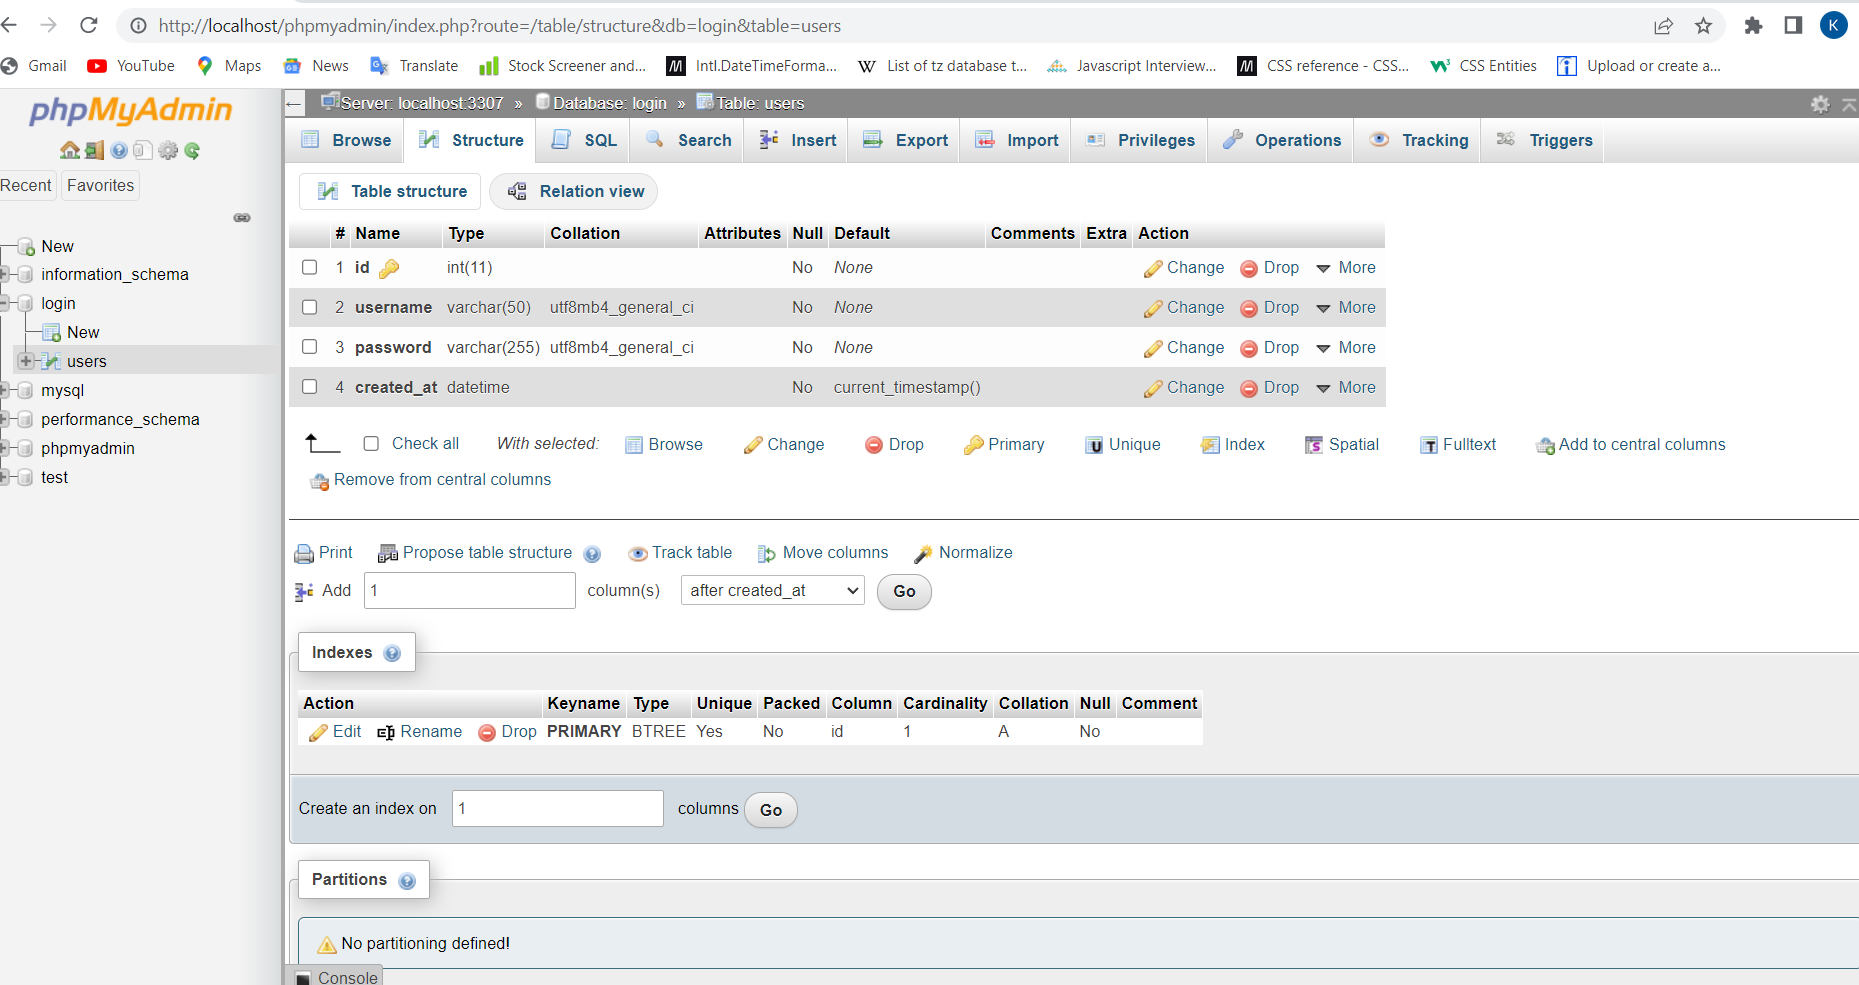 http://localhost/phpmyadmin/index.php?route=/table/structure&db=login&table=users
K
Gmail YouTube Maps News Translate Stock Screener and... Intl.DateTimeForma... List of tz database t... Javascript Interview... CSS reference - CSS... CSS Entities Upload or create a...
phpMyAdmin
Recent Favorites
New
information_schema
login
New
users
mysql
performance_schema
phpmyadmin
test
Server: localhost:3307 » Database: login » Table: users
Browse Structure SQL Search Insert Export Import Privileges Operations Tracking Triggers
Table structure Relation view
# Name Type Collation Attributes Null Default Comments Extra Action
1 id int(11) No None Change Drop More
2 username varchar(50) utf8mb4_general_ci No None Change Drop More
3 password varchar(255) utf8mb4_general_ci No None Change Drop More
4 created_at datetime No current_timestamp() Change Drop More
Check all With selected: Browse Change Drop Primary Unique Index Spatial Fulltext Add to central columns
Remove from central columns
Print Propose table structure Track table Move columns Normalize
Add 1 column(s) after created_at Go
Indexes
Action Keyname Type Unique Packed Column Cardinality Collation Null Comment
Edit Rename Drop PRIMARY BTREE Yes No id 1 A No
Create an index on 1 columns Go
Partitions
No partitioning defined!
Console